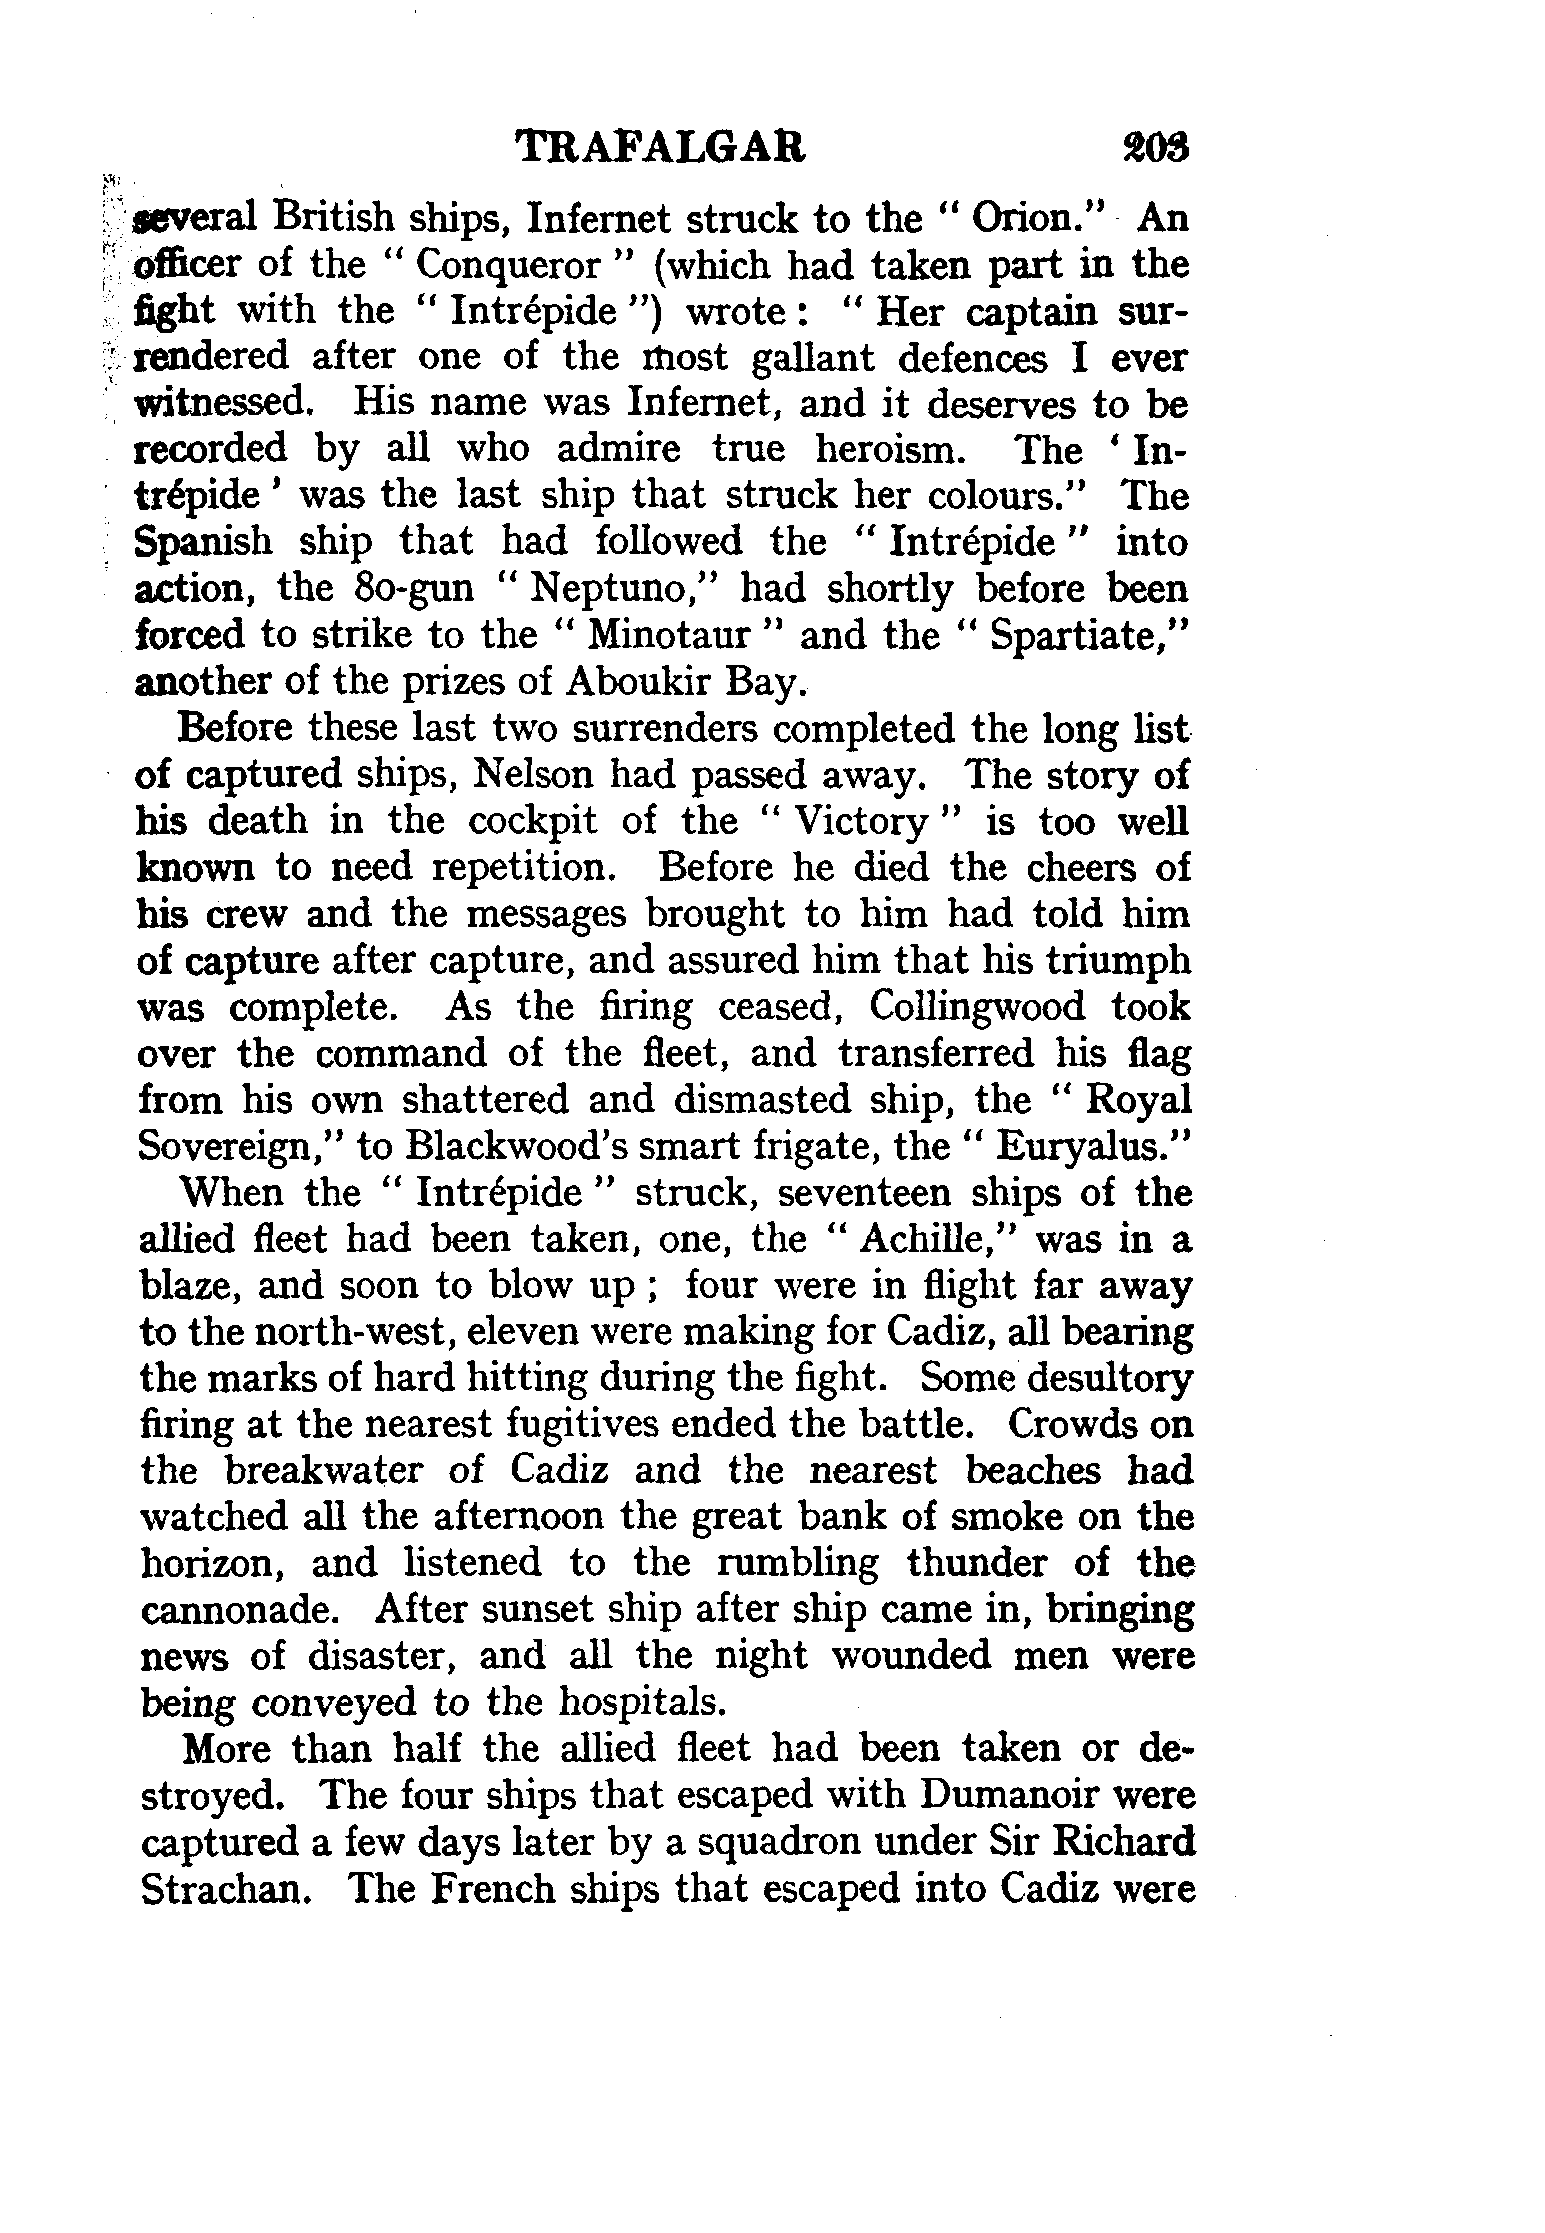 TRAFALGAR 203
several British ships, Infernet struck to the “ Orion.” An
officer of the “ Conqueror ” (which had taken part in the
fight with the “ Intrépide ”) wrote : “ Her captain sur-
rendered after one of the most gallant defences I ever
witnessed. His name was Infernet, and it deserves to be
recorded by all who admire true heroism. The ‘ In-
trépide ’ was the last ship that struck her colours.” The
Spanish ship that had followed the “ Intrépide ” into
action, the 80-gun “ Neptuno,” had shortly before been
forced to strike to the “ Minotaur ” and the “ Spartiate,”
another of the prizes of Aboukir Bay.
Before these last two surrenders completed the long list
of captured ships, Nelson had passed away. The story of
his death in the cockpit of the “ Victory ” is too well
known to need repetition. Before he died the cheers of
his crew and the messages brought to him had told him
of capture after capture, and assured him that his triumph
was complete. As the firing ceased, Collingwood took
over the command of the fleet, and transferred his flag
from his own shattered and dismasted ship, the “ Royal
Sovereign,” to Blackwood’s smart frigate, the “ Euryalus.”
When the “ Intrépide ” struck, seventeen ships of the
allied fleet had been taken, one, the “ Achille,” was in a
blaze, and soon to blow up ; four were in flight far away
to the north-west, eleven were making for Cadiz, all bearing
the marks of hard hitting during the fight. Some desultory
firing at the nearest fugitives ended the battle. Crowds on
the breakwater of Cadiz and the nearest beaches had
watched all the afternoon the great bank of smoke on the
horizon, and listened to the rumbling thunder of the
cannonade. After sunset ship after ship came in, bringing
news of disaster, and all the night wounded men were
being conveyed to the hospitals.
More than half the allied fleet had been taken or de-
stroyed. The four ships that escaped with Dumanoir were
captured a few days later by a squadron under Sir Richard
Strachan. The French ships that escaped into Cadiz were